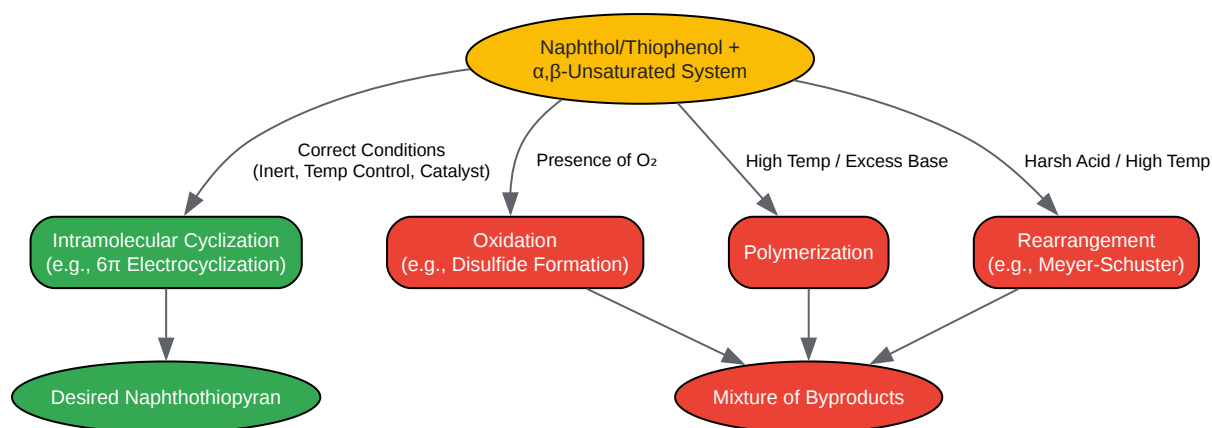 Naphthol/Thiophenol +
α,β-Unsaturated System
Correct Conditions
(Inert, Temp Control, Catalyst)
Presence of O₂
High Temp / Excess Base
Harsh Acid / High Temp
Intramolecular Cyclization
(e.g., 6π Electrocyclization)
Oxidation
(e.g., Disulfide Formation)
Polymerization
Rearrangement
(e.g., Meyer-Schuster)
Desired Naphthothiopyran
Mixture of Byproducts